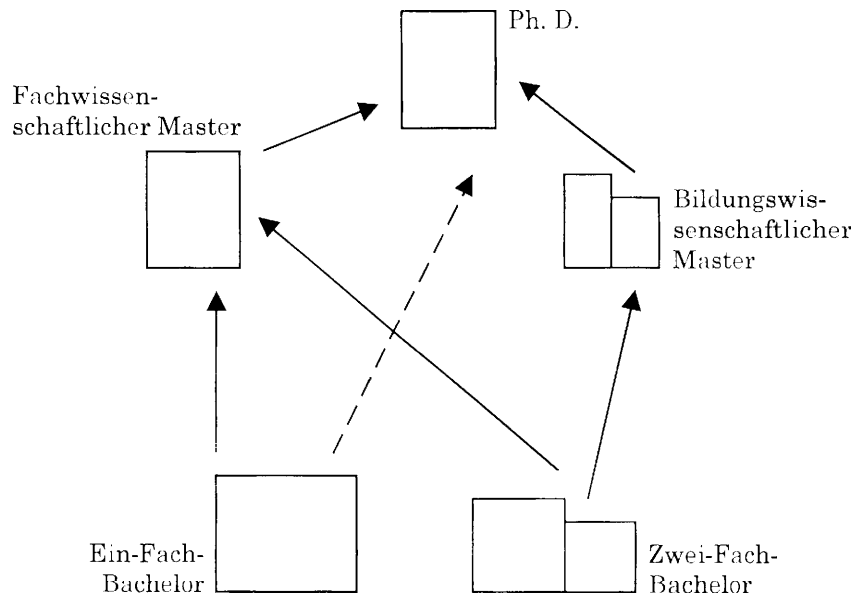 Ph. D.
Fachwissen-
schaftlicher Master
Bildungswis-
senschaftlicher
Master
Ein-Fach-
Bachelor
Zwei-Fach-
Bachelor